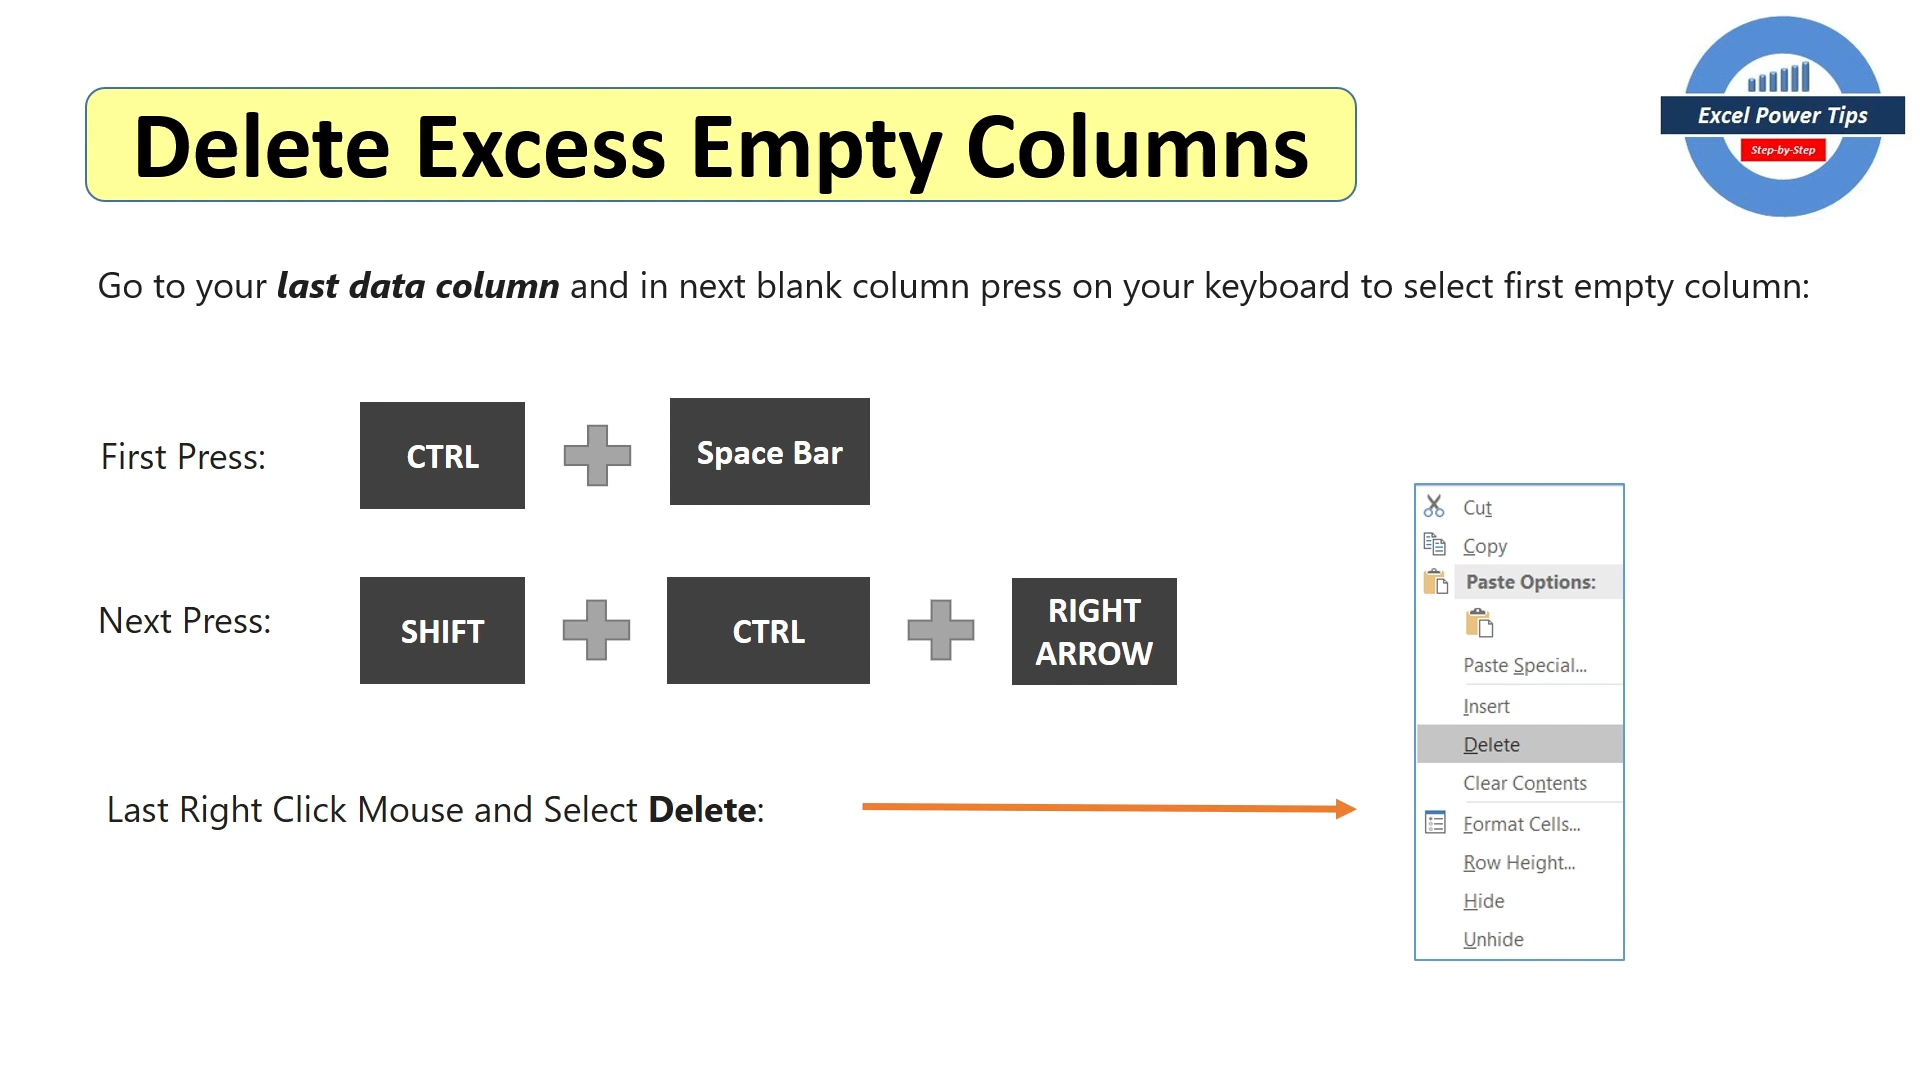 Delete Excess Empty Columns
Excel Power Tips
Step-by-Step
Go to your last data column and in next blank column press on your keyboard to select first empty column:
First Press:
CTRL
Space Bar
Next Press:
SHIFT
CTRL
RIGHT
ARROW
Last Right Click Mouse and Select Delete:
Cut
Copy
Paste Options:
Paste Special...
Insert
Delete
Clear Contents
Format Cells...
Row Height...
Hide
Unhide